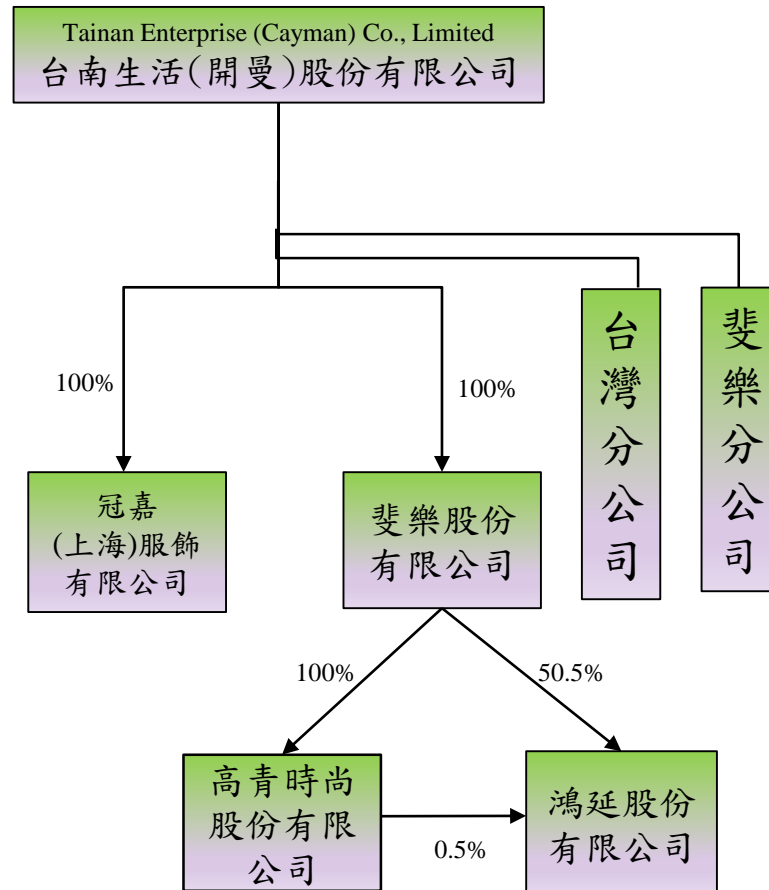 Tainan Enterprise (Cayman) Co., Limited
台南生活(開曼)股份有限公司
台灣分公司
斐樂分公司
100%
100%
冠嘉
(上海)服飾
有限公司
斐樂股份
有限公司
100%
50.5%
高青時尚
股份有限
公司
0.5%
鴻延股份
有限公司